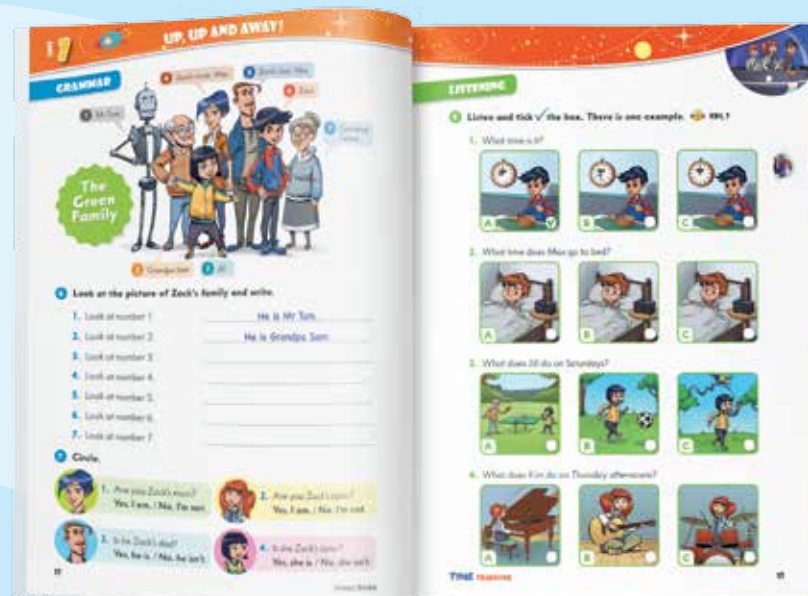 UP, UP AND AWAY!
GRAMMAR
Zack's mum, Mia
Zack's dad,
Zack
Mr Tom
The
Green
Family
Grandpa Sam
Jill
Look at the picture of Zack's family and write.
1. Look at number 1. He is Mr Tom.
2. Look at number 2. He is Grandpa Sam.
3. Look at number 3.
4. Look at number 4.
5. Look at number 5.
6. Look at number 6.
7. Look at number 7.
Circle.
1. Are you Zack's mum?
Yes, I am. / No, I'm not.
2. Are you Zack's
Yes, I am. / No, I'm not.
3. Is he Zack's dad?
Yes, he is. / No, he isn't.
4. Is she Zack's
Yes, she is. / No, she isn't.
LISTENING
Listen and tick ✓ the box. There is one example.
1. What time is it?
A ✓
B
C
2. What time does Max go to bed?
A
B
C
3. What does Jill do on Saturdays?
A
B
C
4. What does Kim do on Thursday afternoons?
A
B
C
TIME TRAVELLERS